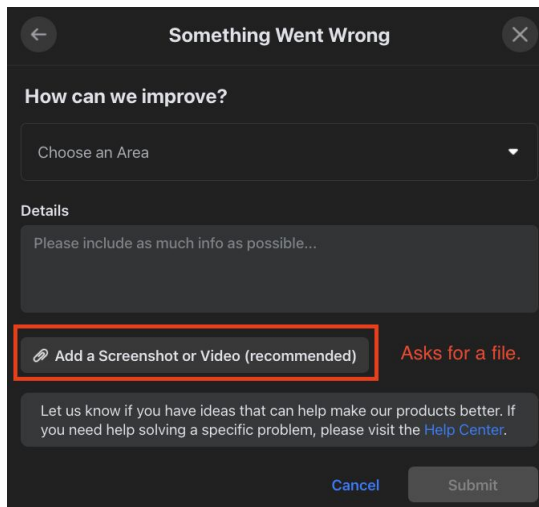 Something Went Wrong
How can we improve?
Choose an Area
Details
Please include as much info as possible...
Add a Screenshot or Video (recommended)
Asks for a file.
Let us know if you have ideas that can help make our products better. If
you need help solving a specific problem, please visit the Help Center.
Cancel
Submit